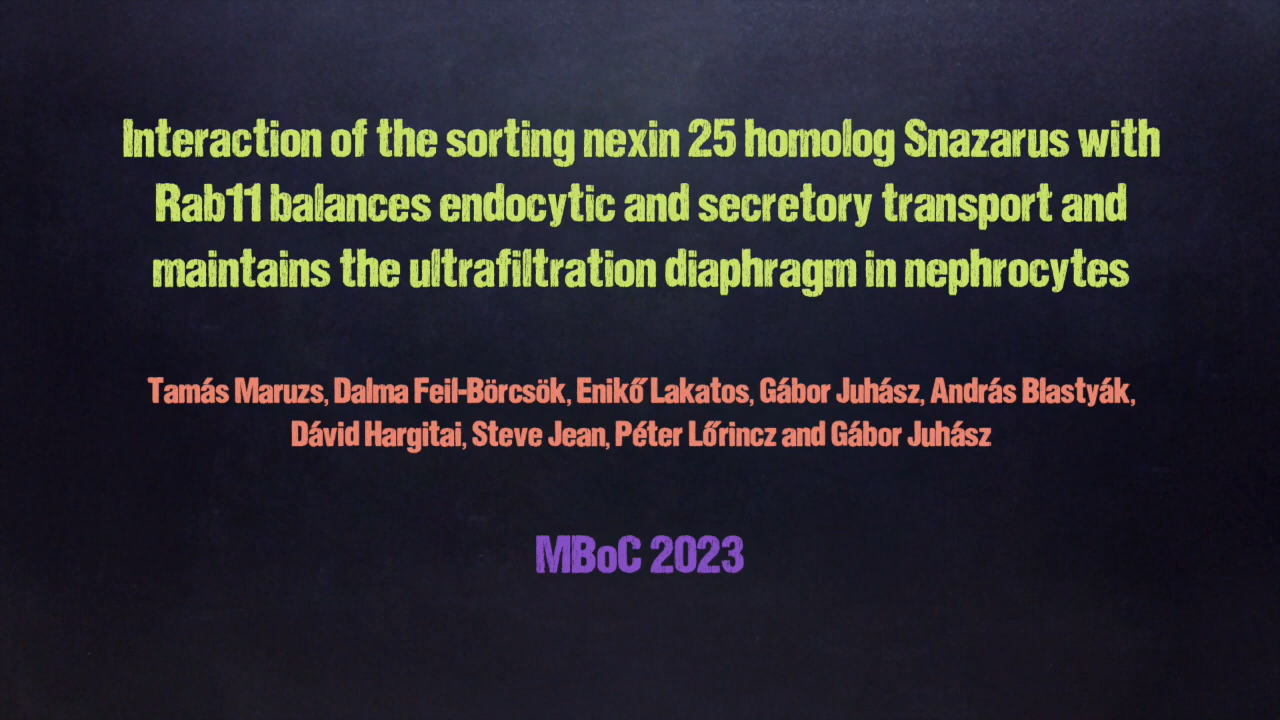 Interaction of the sorting nexin 25 homolog Snazarus with
Rab11 balances endocytic and secretory transport and
maintains the ultrafiltration diaphragm in nephrocytes
Tamás Maruzs, Dalma Feil-Börcsök, Enikő Lakatos, Gábor Juhász, András Blastyák,
Dávid Hargitai, Steve Jean, Péter Lőrincz and Gábor Juhász
MBoC 2023